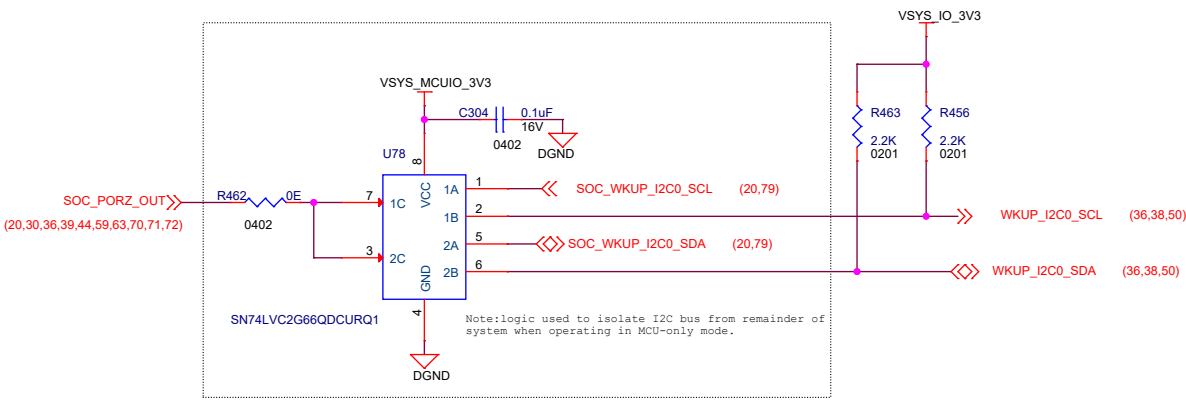 VSYS_IO_3V3
VSYS_MCUIO_3V3
C304 0.1uF
16V
0402
DGND
R463
2.2K
0201
R456
2.2K
0201
U78
8
VCC
SOC_PORZ_OUT
(20,30,36,39,44,59,63,70,71,72)
R462 0E
0402
7 1C
3 2C
1A 1 SOC_WKUP_I2C0_SCL (20,79)
1B 2 WKUP_I2C0_SCL (36,38,50)
2A 5 SOC_WKUP_I2C0_SDA (20,79)
2B 6 WKUP_I2C0_SDA (36,38,50)
GND
4
SN74LVC2G66QDCURQ1
Note:logic used to isolate I2C bus from remainder of
system when operating in MCU-only mode.
DGND